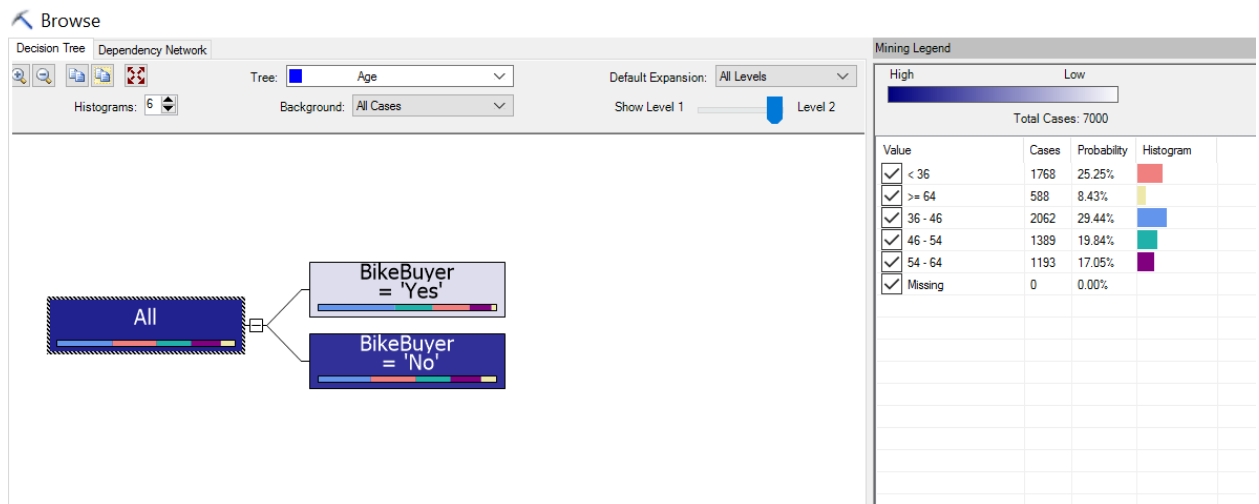 Browse
Decision Tree Dependency Network
Tree: Age Default Expansion: All Levels
Histograms: 6 Background: All Cases Show Level 1 Level 2
All
BikeBuyer
= 'Yes'
BikeBuyer
= 'No'
Mining Legend
High Low
Total Cases: 7000
Value Cases Probability Histogram
< 36 1768 25.25%
>= 64 588 8.43%
36 - 46 2062 29.44%
46 - 54 1389 19.84%
54 - 64 1193 17.05%
Missing 0 0.00%